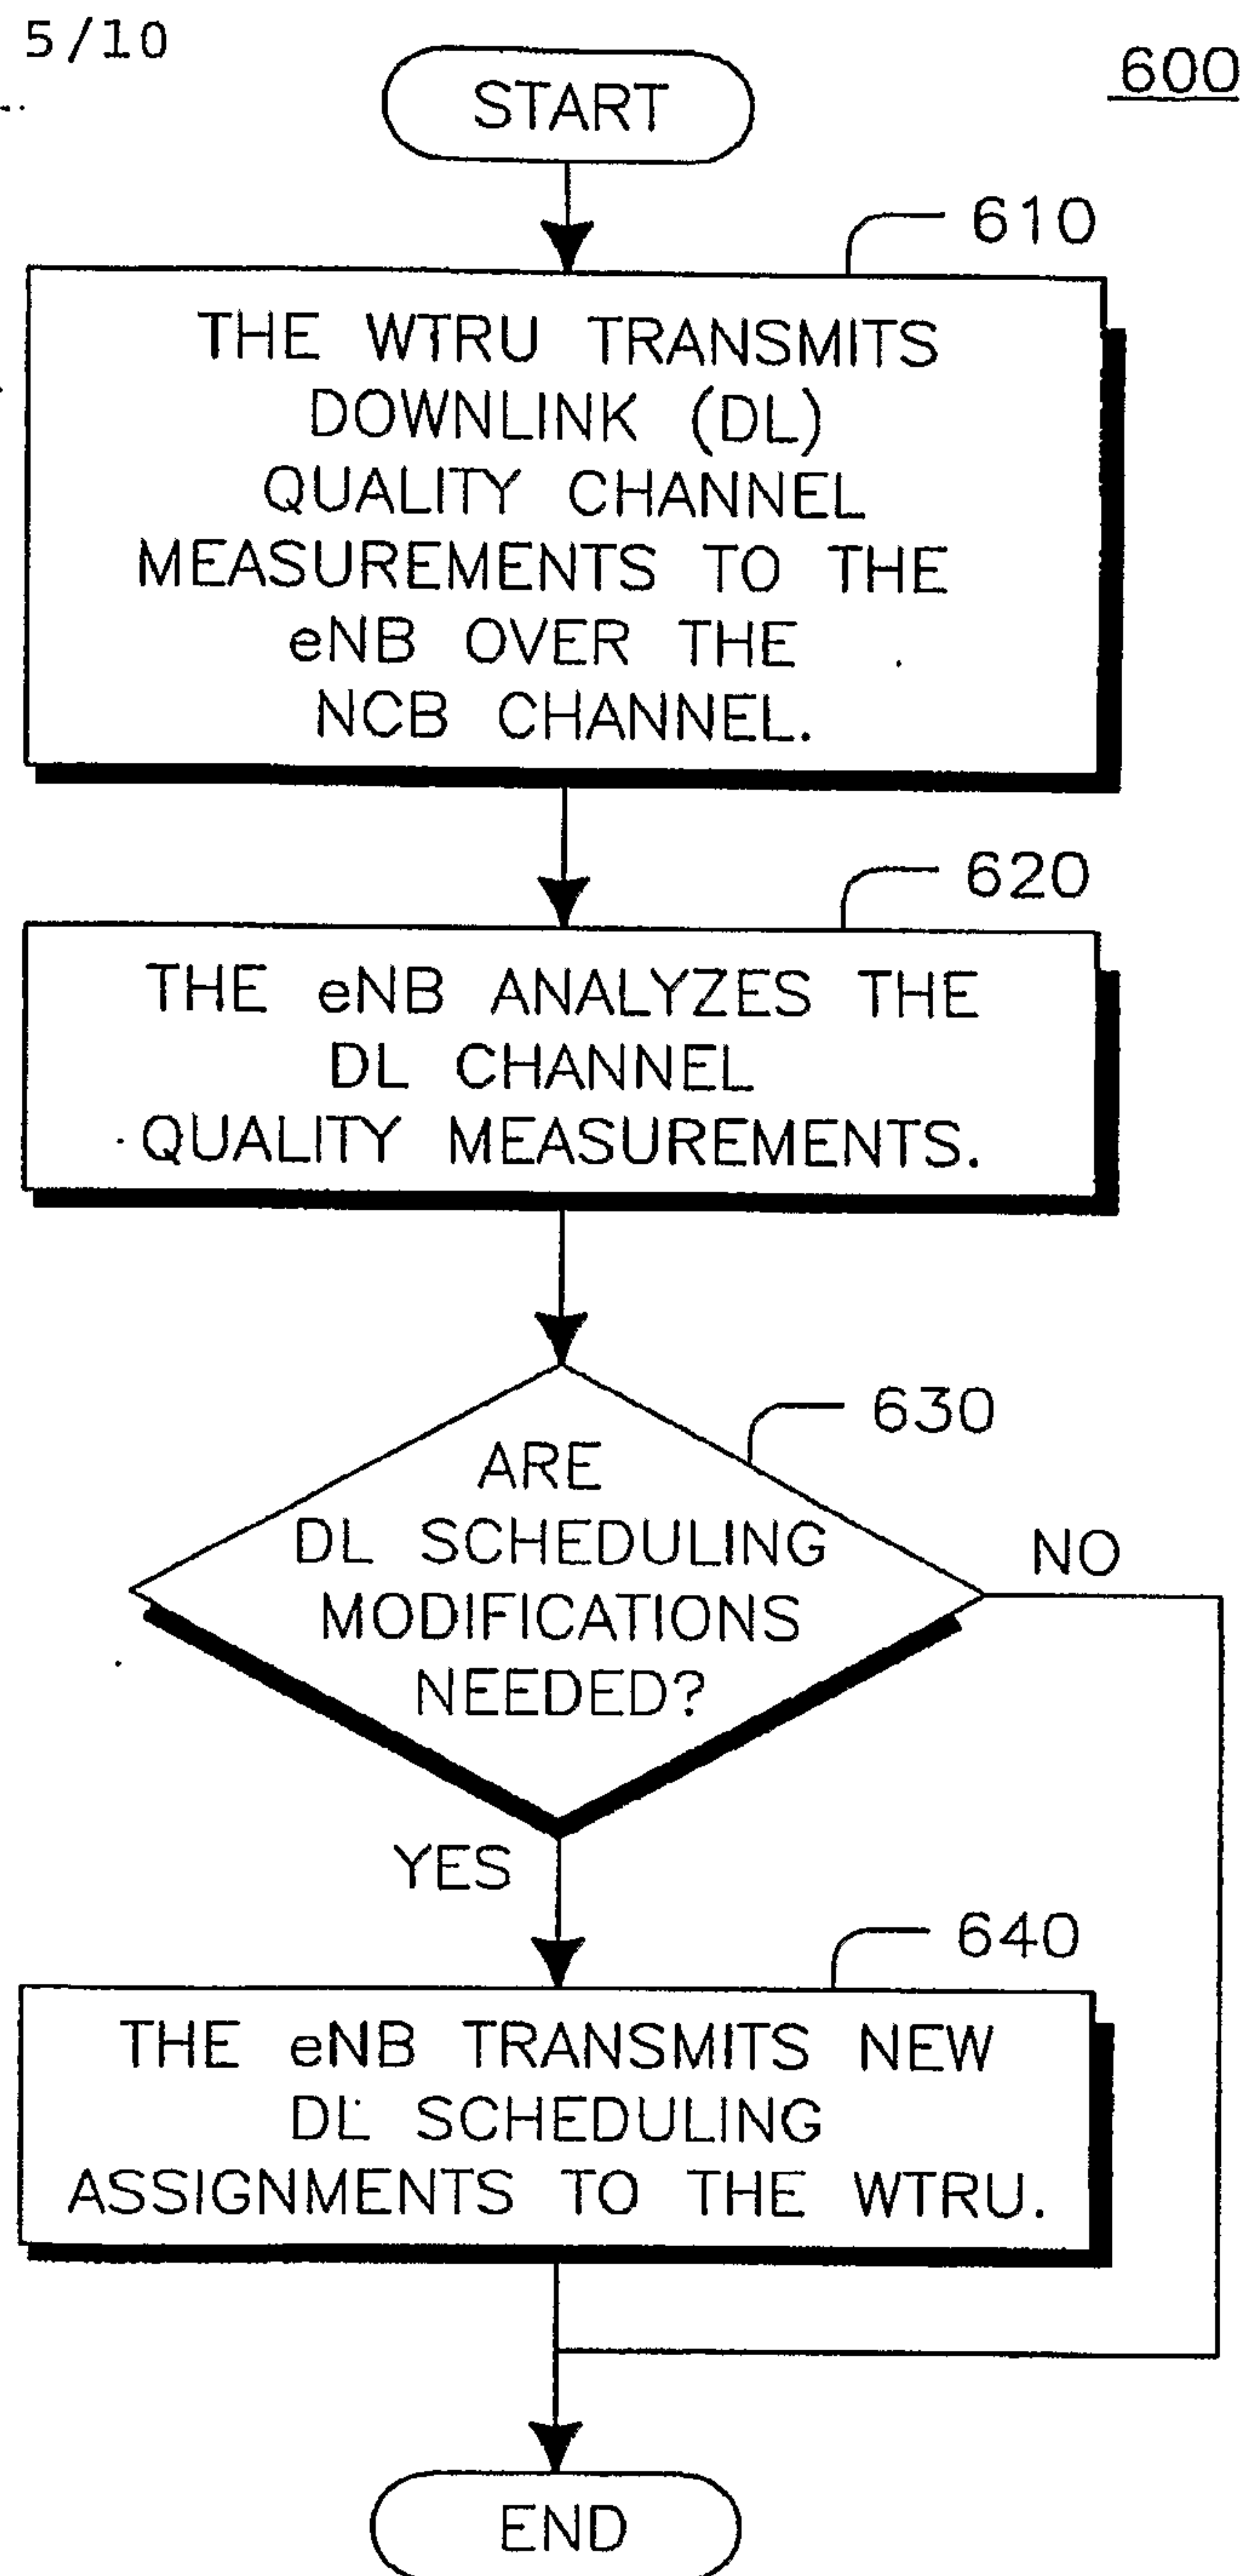 5/10
600
START
610
THE WTRU TRANSMITS
DOWNLINK (DL)
QUALITY CHANNEL
MEASUREMENTS TO THE
eNB OVER THE
NCB CHANNEL.
620
THE eNB ANALYZES THE
DL CHANNEL
QUALITY MEASUREMENTS.
630
ARE
DL SCHEDULING
MODIFICATIONS
NEEDED?
NO
YES
640
THE eNB TRANSMITS NEW
DL SCHEDULING
ASSIGNMENTS TO THE WTRU.
END